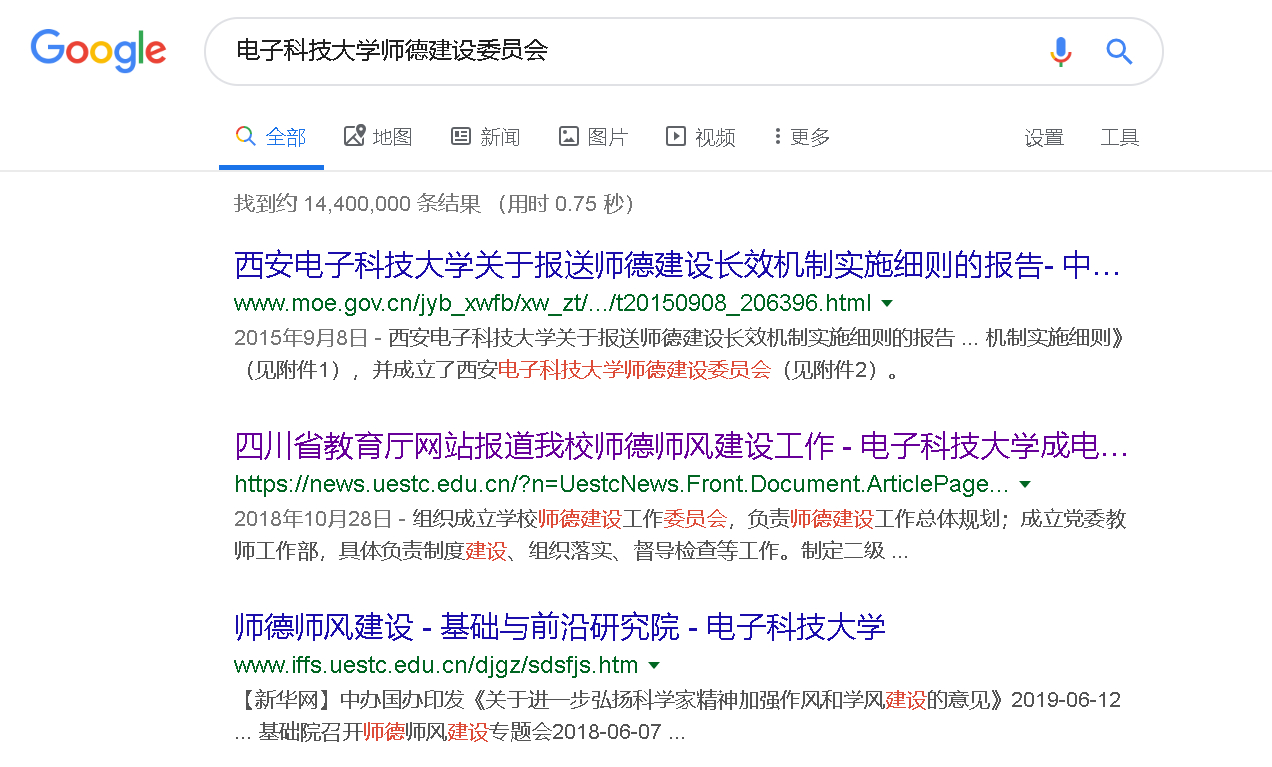 Google
电子科技大学师德建设委员会
全部 地图 新闻 图片 视频 更多 设置 工具
找到约 14,400,000 条结果 （用时 0.75 秒）
西安电子科技大学关于报送师德建设长效机制实施细则的报告- 中...
www.moe.gov.cn/jyb_xwfb/xw_zt/.../t20150908_206396.html
2015年9月8日 - 西安电子科技大学关于报送师德建设长效机制实施细则的报告 ... 机制实施细则》
（见附件1），并成立了西安电子科技大学师德建设委员会（见附件2）。
四川省教育厅网站报道我校师德师风建设工作 - 电子科技大学成电...
https://news.uestc.edu.cn/?n=UestcNews.Front.Document.ArticlePage...
2018年10月28日 - 组织成立学校师德建设工作委员会，负责师德建设工作总体规划；成立党委教
师工作部，具体负责制度建设、组织落实、督导检查等工作。制定二级 ...
师德师风建设 - 基础与前沿研究院 - 电子科技大学
www.iffs.uestc.edu.cn/djgz/sdsfjs.htm
【新华网】中办国办印发《关于进一步弘扬科学家精神加强作风和学风建设的意见》2019-06-12
... 基础院召开师德师风建设专题会2018-06-07 ...